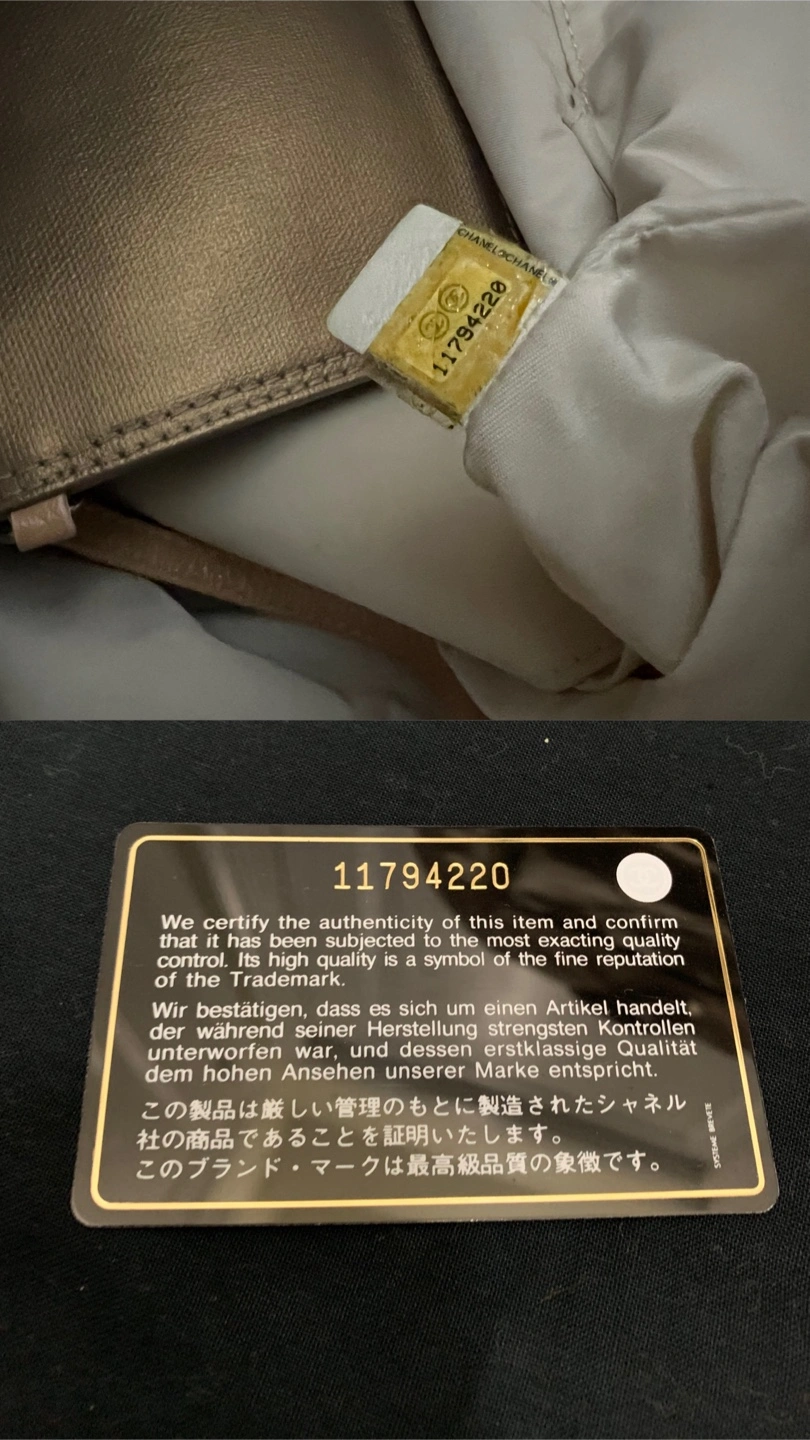 CHANEL©CHANEL©
11794220
11794220
We certify the authenticity of this item and confirm
that it has been subjected to the most exacting quality
control. Its high quality is a symbol of the fine reputation
of the Trademark.
Wir bestätigen, dass es sich um einen Artikel handelt,
der während seiner Herstellung strengsten Kontrollen
unterworfen war, und dessen erstklassige Qualität
dem hohen Ansehen unserer Marke entspricht.
この製品は厳しい管理のもとに製造されたシャネル
社の商品であることを証明いたします。
このブランド・マークは最高級品質の象徴です。
SYSTEME BREVETE